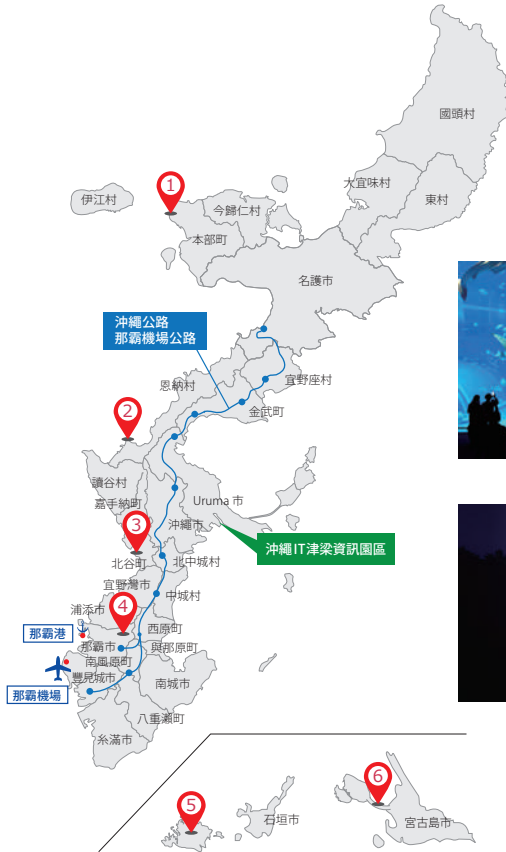 國頭村
大宜味村
東村
1
伊江村
今歸仁村
本部町
名護市
沖繩公路
那霸機場公路
恩納村
宜野座村
金武町
2
讀谷村
嘉手納町
Uruma 市
沖繩市
3
沖繩IT津梁資訊園區
北谷町
北中城村
宜野灣市
中城村
浦添市
4
西原町
那霸港
那霸市
與那原町
南風原町
豐見城市
南城市
那霸機場
八重瀨町
糸滿市
5
石垣市
6
宮古島市